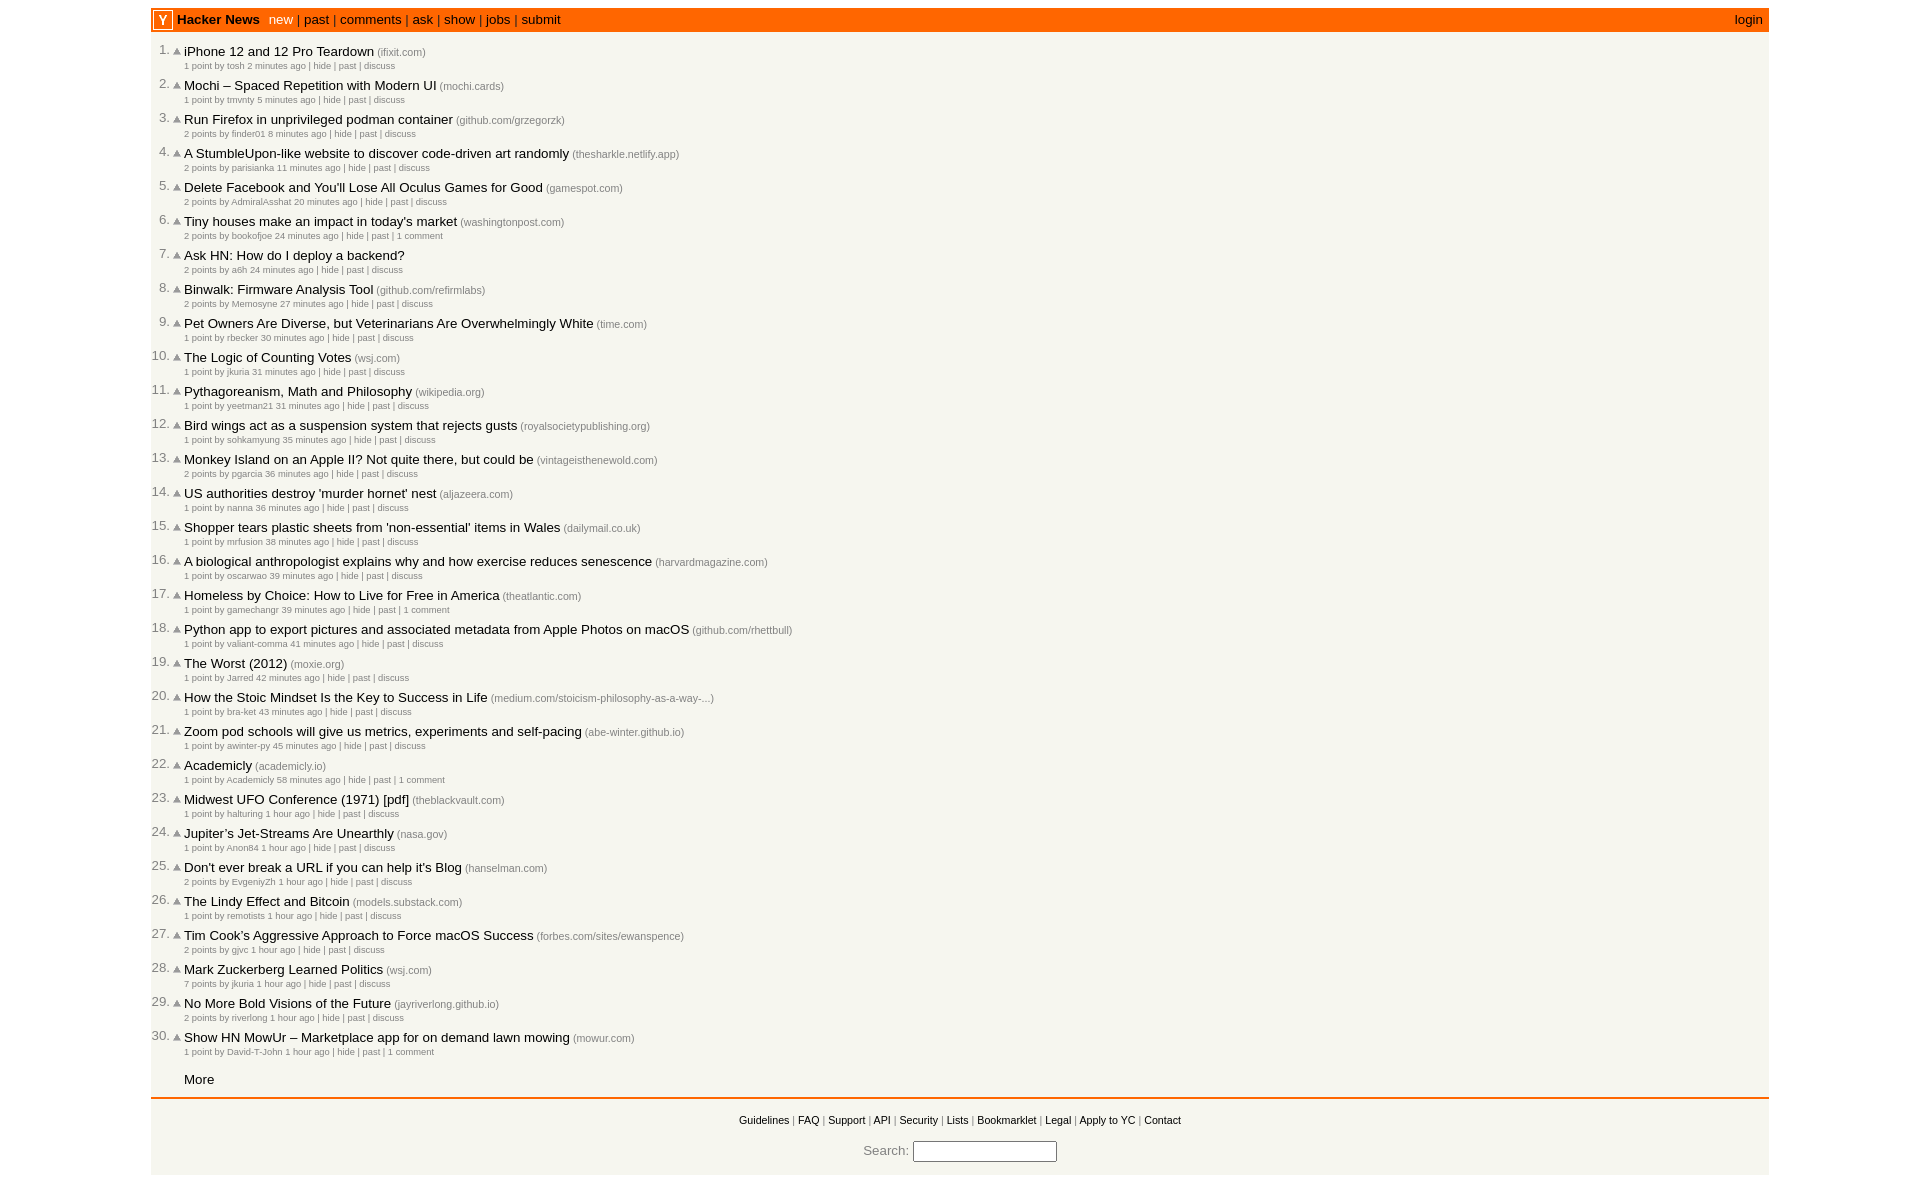 Y Hacker News new | past | comments | ask | show | jobs | submit login
1. iPhone 12 and 12 Pro Teardown (ifixit.com)
1 point by tosh 2 minutes ago | hide | past | discuss
2. Mochi – Spaced Repetition with Modern UI (mochi.cards)
1 point by tmvnty 5 minutes ago | hide | past | discuss
3. Run Firefox in unprivileged podman container (github.com/grzegorzk)
2 points by finder01 8 minutes ago | hide | past | discuss
4. A StumbleUpon-like website to discover code-driven art randomly (thesharkle.netlify.app)
2 points by parisianka 11 minutes ago | hide | past | discuss
5. Delete Facebook and You'll Lose All Oculus Games for Good (gamespot.com)
2 points by AdmiralAsshat 20 minutes ago | hide | past | discuss
6. Tiny houses make an impact in today's market (washingtonpost.com)
2 points by bookofjoe 24 minutes ago | hide | past | 1 comment
7. Ask HN: How do I deploy a backend?
2 points by a6h 24 minutes ago | hide | past | discuss
8. Binwalk: Firmware Analysis Tool (github.com/refirmlabs)
2 points by Memosyne 27 minutes ago | hide | past | discuss
9. Pet Owners Are Diverse, but Veterinarians Are Overwhelmingly White (time.com)
1 point by rbecker 30 minutes ago | hide | past | discuss
10. The Logic of Counting Votes (wsj.com)
1 point by jkuria 31 minutes ago | hide | past | discuss
11. Pythagoreanism, Math and Philosophy (wikipedia.org)
1 point by yeetman21 31 minutes ago | hide | past | discuss
12. Bird wings act as a suspension system that rejects gusts (royalsocietypublishing.org)
1 point by sohkamyung 35 minutes ago | hide | past | discuss
13. Monkey Island on an Apple II? Not quite there, but could be (vintageisthenewold.com)
2 points by pgarcia 36 minutes ago | hide | past | discuss
14. US authorities destroy 'murder hornet' nest (aljazeera.com)
1 point by nanna 36 minutes ago | hide | past | discuss
15. Shopper tears plastic sheets from 'non-essential' items in Wales (dailymail.co.uk)
1 point by mrfusion 38 minutes ago | hide | past | discuss
16. A biological anthropologist explains why and how exercise reduces senescence (harvardmagazine.com)
1 point by oscarwao 39 minutes ago | hide | past | discuss
17. Homeless by Choice: How to Live for Free in America (theatlantic.com)
1 point by gamechangr 39 minutes ago | hide | past | 1 comment
18. Python app to export pictures and associated metadata from Apple Photos on macOS (github.com/rhettbull)
1 point by valiant-comma 41 minutes ago | hide | past | discuss
19. The Worst (2012) (moxie.org)
1 point by Jarred 42 minutes ago | hide | past | discuss
20. How the Stoic Mindset Is the Key to Success in Life (medium.com/stoicism-philosophy-as-a-way-...)
1 point by bra-ket 43 minutes ago | hide | past | discuss
21. Zoom pod schools will give us metrics, experiments and self-pacing (abe-winter.github.io)
1 point by awinter-py 45 minutes ago | hide | past | discuss
22. Academicly (academicly.io)
1 point by Academicly 58 minutes ago | hide | past | 1 comment
23. Midwest UFO Conference (1971) [pdf] (theblackvault.com)
1 point by halturing 1 hour ago | hide | past | discuss
24. Jupiter’s Jet-Streams Are Unearthly (nasa.gov)
1 point by Anon84 1 hour ago | hide | past | discuss
25. Don't ever break a URL if you can help it's Blog (hanselman.com)
2 points by EvgeniyZh 1 hour ago | hide | past | discuss
26. The Lindy Effect and Bitcoin (models.substack.com)
1 point by remotists 1 hour ago | hide | past | discuss
27. Tim Cook’s Aggressive Approach to Force macOS Success (forbes.com/sites/ewanspence)
2 points by gjvc 1 hour ago | hide | past | discuss
28. Mark Zuckerberg Learned Politics (wsj.com)
7 points by jkuria 1 hour ago | hide | past | discuss
29. No More Bold Visions of the Future (jayriverlong.github.io)
2 points by riverlong 1 hour ago | hide | past | discuss
30. Show HN MowUr – Marketplace app for on demand lawn mowing (mowur.com)
1 point by David-T-John 1 hour ago | hide | past | 1 comment
More
Guidelines | FAQ | Support | API | Security | Lists | Bookmarklet | Legal | Apply to YC | Contact
Search: